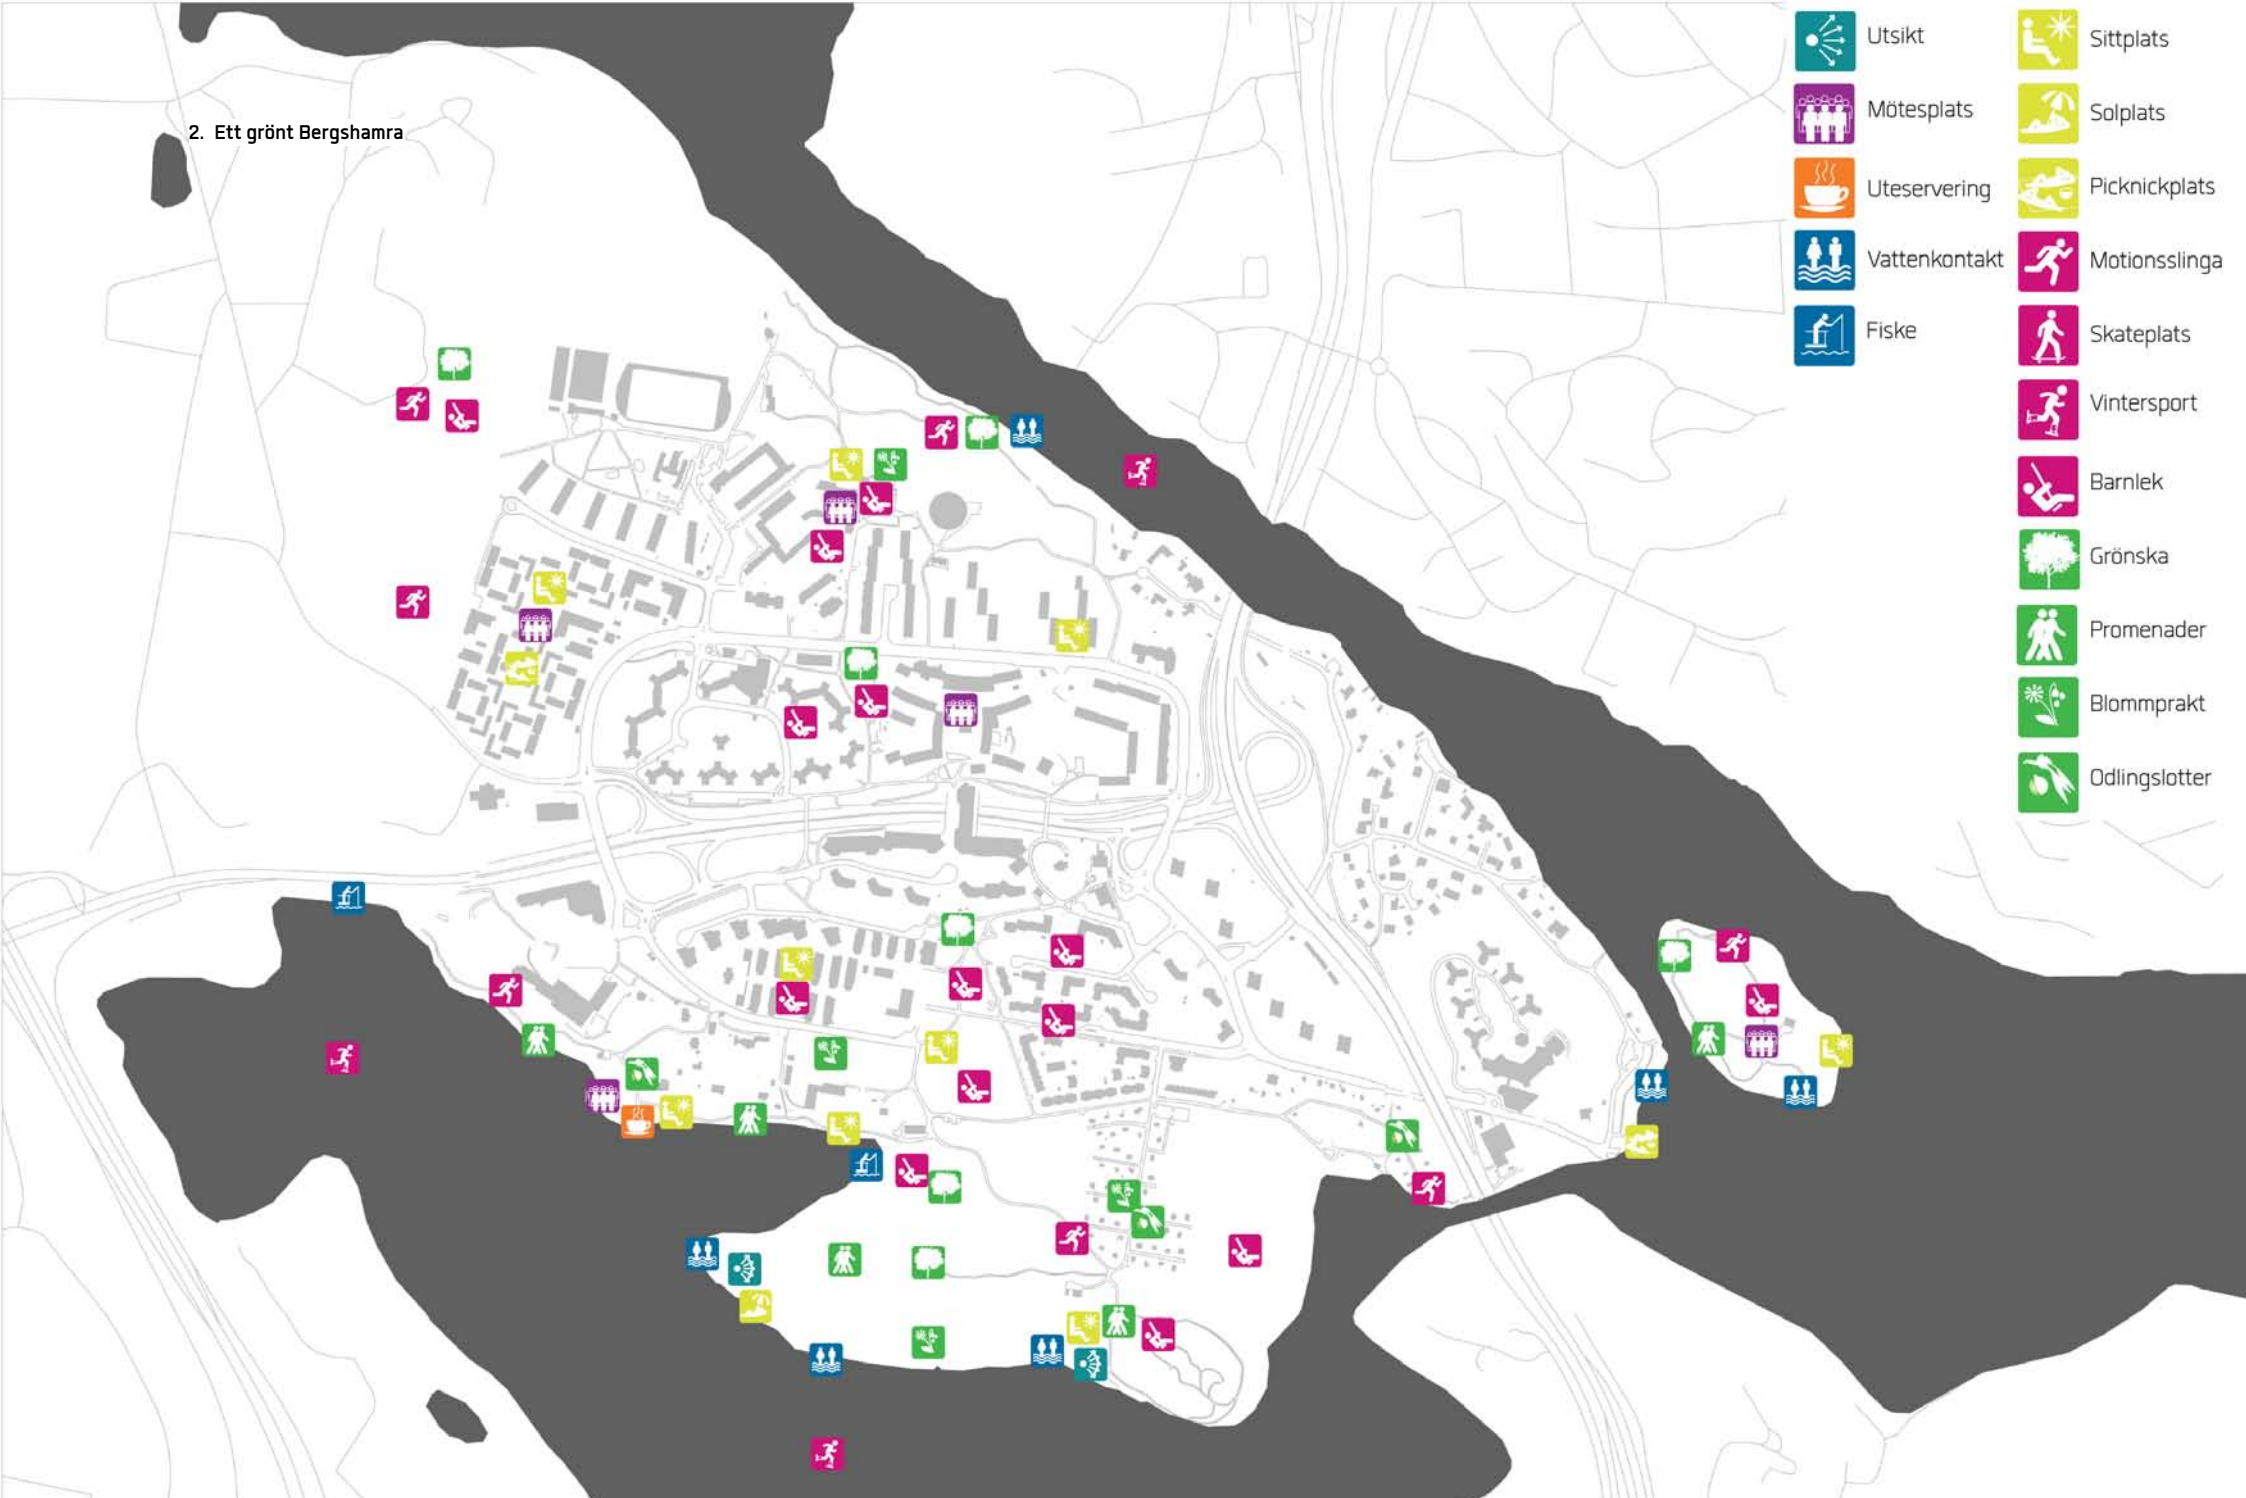 2. Ett grönt Bergshamra
Utsikt
Mötesplats
Uteservering
Vattenkontakt
Fiske
Sittplats
Solplats
Picknickplats
Motionsslinga
Skateplats
Vintersport
Barnlek
Grönska
Promenader
Blommprakt
Odlingslotter